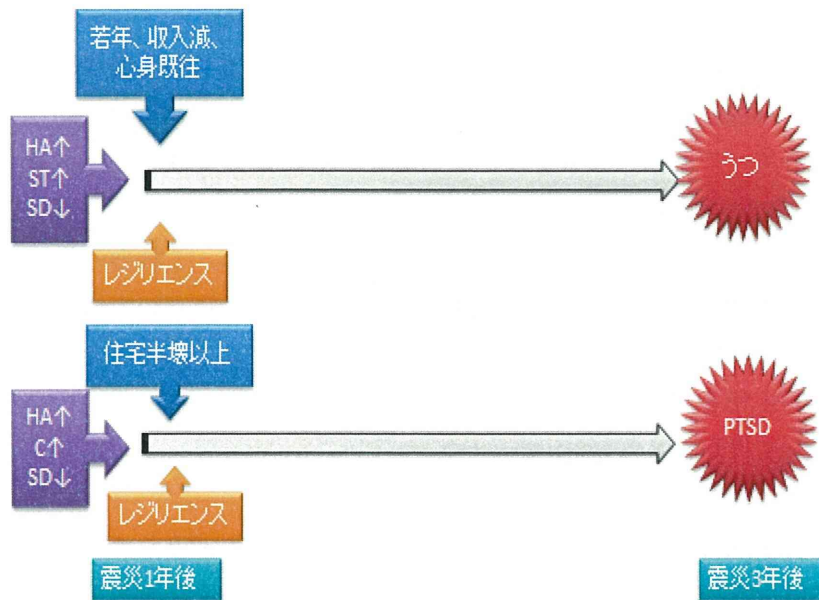 若年、収入減、
心身既往
HA↑
ST↑
SD↓
うつ
レジリエンス
住宅半壊以上
HA↑
C↑
SD↓
PTSD
レジリエンス
震災1年後
震災3年後